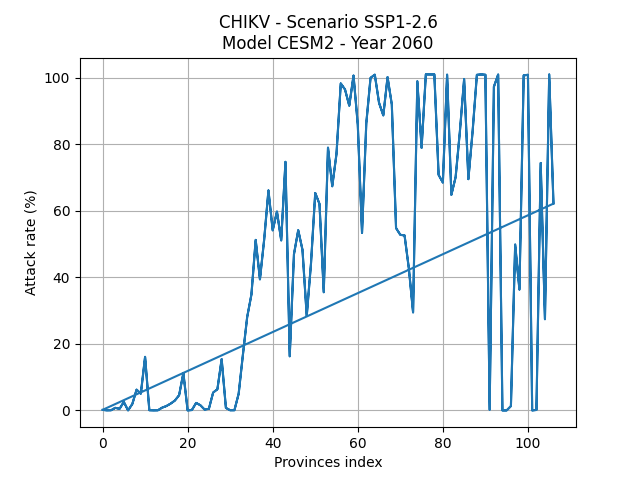 CHIKV - Scenario SSP1-2.6
Model CESM2 - Year 2060
100
80
60
40
20
0
Attack rate (%)
0 20 40 60 80 100
Provinces index